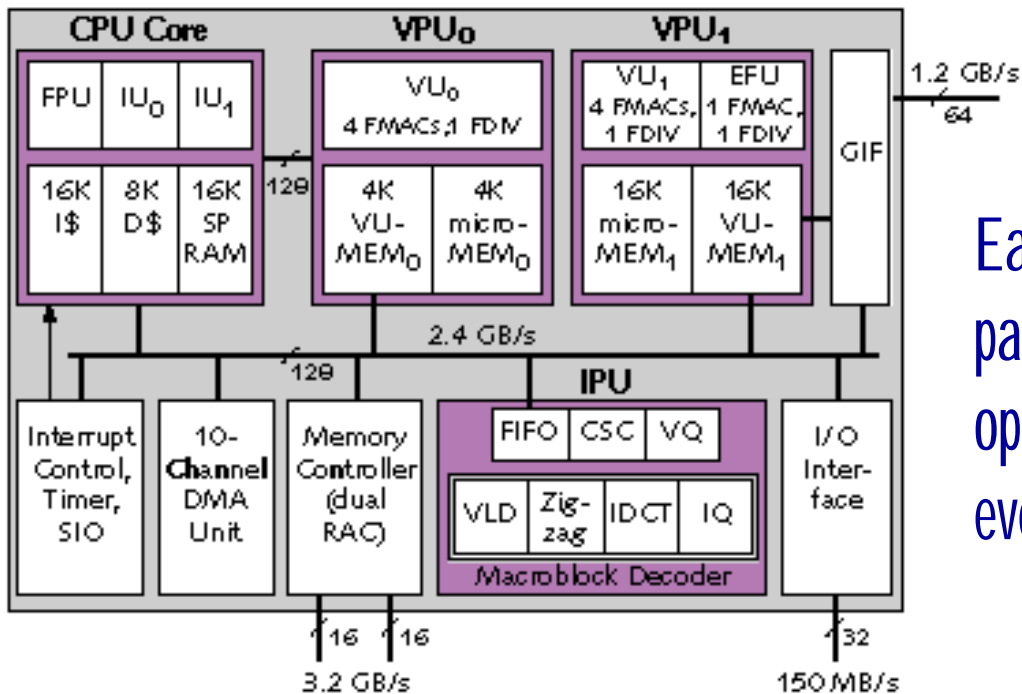 CPU Core
VPU0
VPU1
FPU
IU0
IU1
16K
I$
8K
D$
16K
SP
RAM
128
VU0
4 FMACs,1 FDIV
4K
VU-
MEM0
4K
micro-
MEM0
VU1
4 FMACs,
1 FDIV
EFU
1 FMAC,
1 FDIV
16K
micro-
MEM1
16K
VU-
MEM1
GIF
1.2 GB/s
64
2.4 GB/s
128
Interrupt
Control,
Timer,
SIO
10-
Channel
DMA
Unit
Memory
Controller
(dual
RAC)
IPU
FIFO
CSC
VQ
VLD
Zig-
zag
IDCT
IQ
Macroblock Decoder
I/O
Inter-
face
16
16
3.2 GB/s
32
150 MB/s
Ea
pa
op
eve